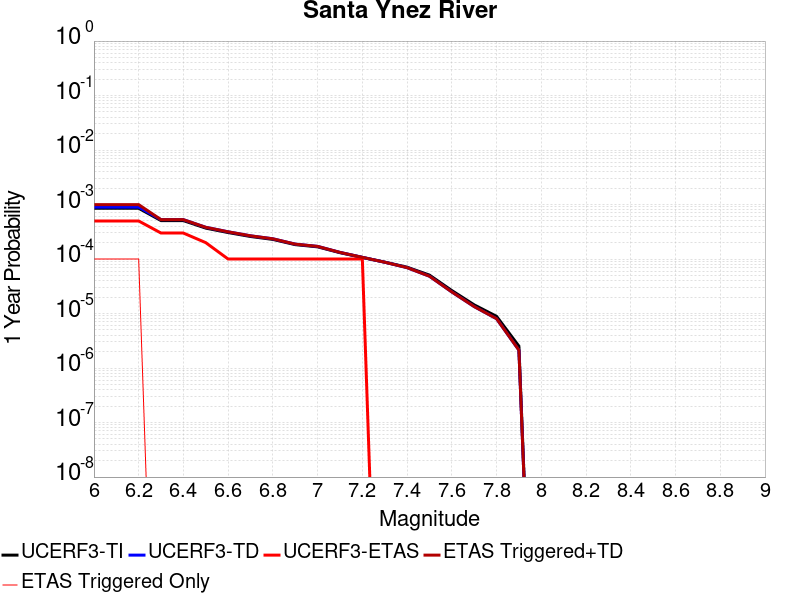 Santa Ynez River
10 0
10 -1
10 -2
10 -3
10 -4
10 -5
10 -6
10 -7
10 -8
1 Year Probability
6 6.2 6.4 6.6 6.8 7 7.2 7.4 7.6 7.8 8 8.2 8.4 8.6 8.8 9
Magnitude
UCERF3-TI UCERF3-TD UCERF3-ETAS ETAS Triggered+TD
ETAS Triggered Only